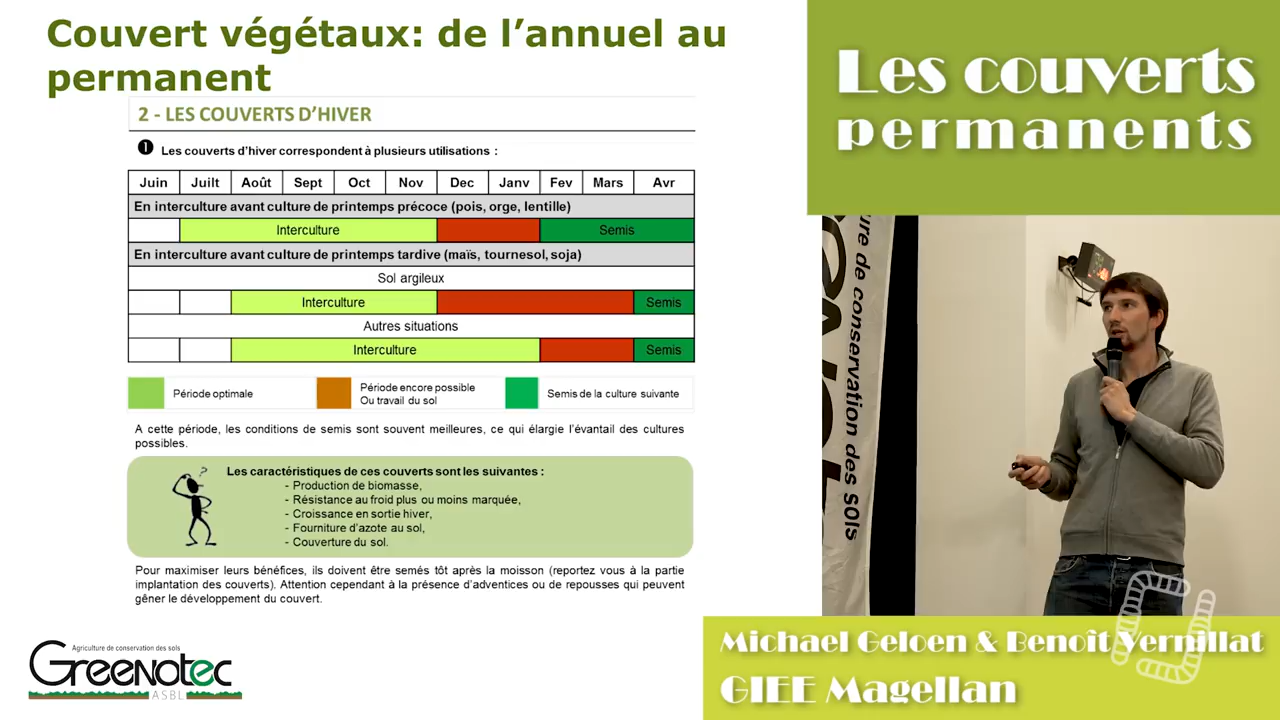 Couvert végétaux: de l’annuel au
permanent
2 - LES COUVERTS D’HIVER
❶ Les couverts d’hiver correspondent à plusieurs utilisations :
Juin Juilt Août Sept Oct Nov Dec Janv Fev Mars Avr
En interculture avant culture de printemps précoce (pois, orge, lentille)
Interculture Semis
En interculture avant culture de printemps tardive (maïs, tournesol, soja)
Sol argileux
Interculture Semis
Autres situations
Interculture Semis
Période optimale
Période encore possible
Ou travail du sol
Semis de la culture suivante
A cette période, les conditions de semis sont souvent meilleures, ce qui élargie l’évantail des cultures
possibles.
?
Les caractéristiques de ces couverts sont les suivantes :
- Production de biomasse,
- Résistance au froid plus ou moins marquée,
- Croissance en sortie hiver,
- Fourniture d’azote au sol,
- Couverture du sol.
Pour maximiser leurs bénéfices, ils doivent être semés tôt après la moisson (reportez vous à la partie
implantation des couverts). Attention cependant à la présence d’adventices ou de repousses qui peuvent
gêner le développement du couvert.
Agriculture de conservation des sols
Greenotec
ASBL
Les couverts
permanents
ure de conservation des sols
Michael Geloen & Benoît Vernillat
GIEE Magellan